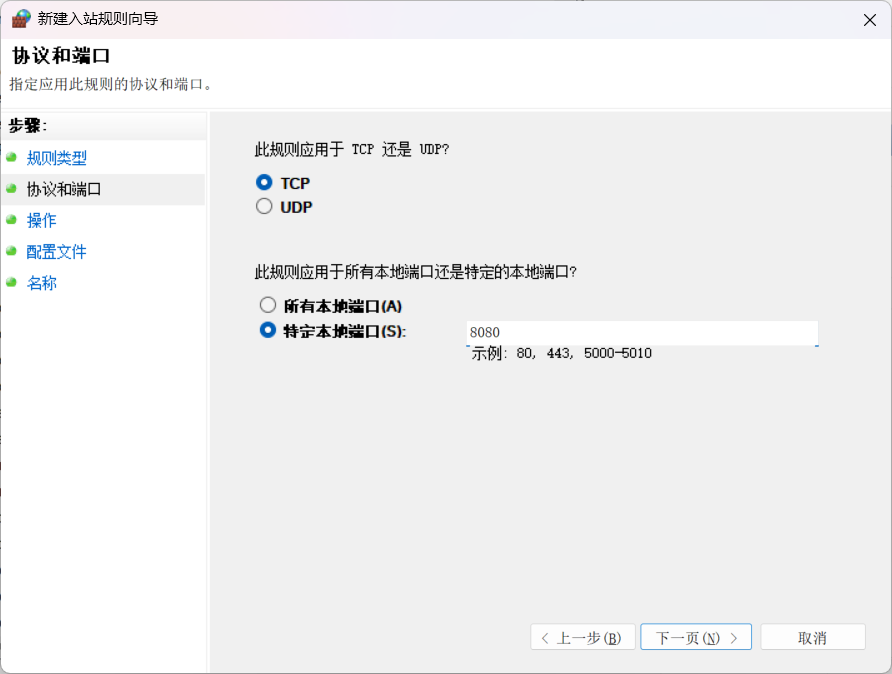 新建入站规则向导
协议和端口
指定应用此规则的协议和端口。
步骤:
规则类型
协议和端口
操作
配置文件
名称
此规则应用于 TCP 还是 UDP?
TCP
UDP
此规则应用于所有本地端口还是特定的本地端口?
所有本地端口(A)
特定本地端口(S):
8080
示例: 80, 443, 5000-5010
< 上一步(B)
下一页(N) >
取消